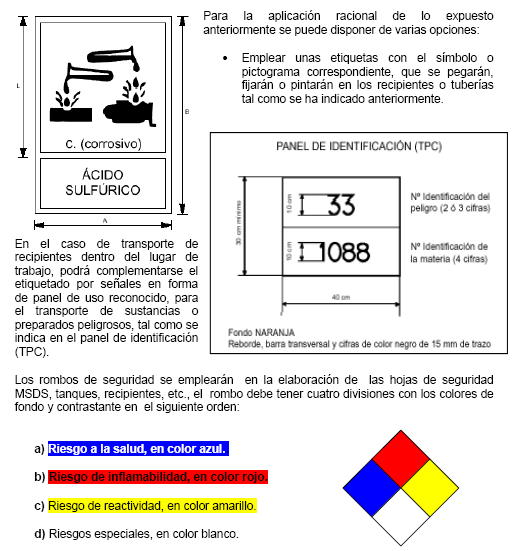 L
B
C. (corrosivo)
ÁCIDO
SULFÚRICO
A
Para la aplicación racional de lo expuesto
anteriormente se puede disponer de varias opciones:
• Emplear unas etiquetas con el símbolo o
pictograma correspondiente, que se pegarán,
fijarán o pintarán en los recipientes o tuberías
tal como se ha indicado anteriormente.
PANEL DE IDENTIFICACIÓN (TPC)
30 cm mínimo
10 cm
33
Nº Identificación del
peligro (2 ó 3 cifras)
10 cm
1088
Nº Identificación de
la materia (4 cifras)
40 cm
Fondo NARANJA
Reborde, barra transversal y cifras de color negro de 15 mm de trazo
En el caso de transporte de
recipientes dentro del lugar de
trabajo, podrá complementarse el
etiquetado por señales en forma
de panel de uso reconocido, para
el transporte de sustancias o
preparados peligrosos, tal como se
indica en el panel de identificación
(TPC).
Los rombos de seguridad se emplearán en la elaboración de las hojas de seguridad
MSDS, tanques, recipientes, etc., el rombo debe tener cuatro divisiones con los colores de
fondo y contrastante en el siguiente orden:
a) Riesgo a la salud, en color azul.
b) Riesgo de inflamabilidad, en color rojo.
c) Riesgo de reactividad, en color amarillo.
d) Riesgos especiales, en color blanco.